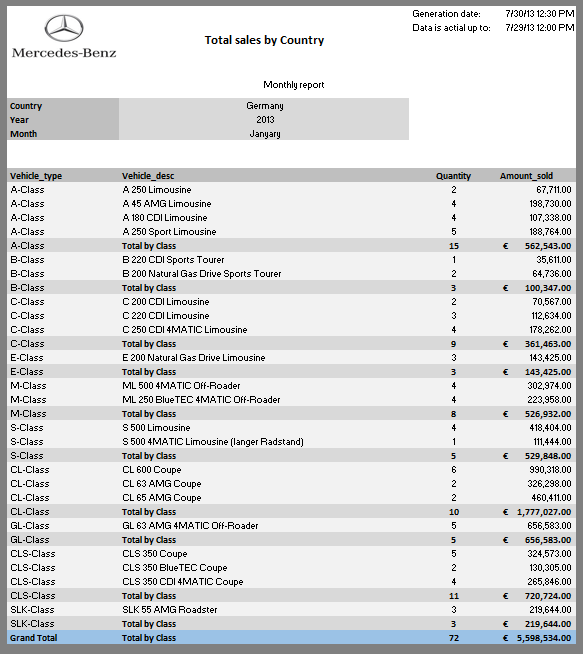 Generation date: 7/30/13 12:30 PM
Mercedes-Benz
Total sales by Country
Data is actial up to: 7/29/13 12:00 PM
Monthly report
Country Germany
Year 2013
Month Janyary
Vehicle_type Vehicle_desc Quantity Amount_sold
A-Class A 250 Limousine 2 67,711.00
A-Class A 45 AMG Limousine 4 198,730.00
A-Class A 180 CDI Limousine 4 107,338.00
A-Class A 250 Sport Limousine 5 188,764.00
A-Class Total by Class 15 € 562,543.00
B-Class B 220 CDI Sports Tourer 1 35,611.00
B-Class B 200 Natural Gas Drive Sports Tourer 2 64,736.00
B-Class Total by Class 3 € 100,347.00
C-Class C 200 CDI Limousine 2 70,567.00
C-Class C 220 CDI Limousine 3 112,634.00
C-Class C 250 CDI 4MATIC Limousine 4 178,262.00
C-Class Total by Class 9 € 361,463.00
E-Class E 200 Natural Gas Drive Limousine 3 143,425.00
E-Class Total by Class 3 € 143,425.00
M-Class ML 500 4MATIC Off-Roader 4 302,974.00
M-Class ML 250 BlueTEC 4MATIC Off-Roader 4 223,958.00
M-Class Total by Class 8 € 526,932.00
S-Class S 500 Limousine 4 418,404.00
S-Class S 500 4MATIC Limousine (langer Radstand) 1 111,444.00
S-Class Total by Class 5 € 529,848.00
CL-Class CL 600 Coupe 6 990,318.00
CL-Class CL 63 AMG Coupe 2 326,298.00
CL-Class CL 65 AMG Coupe 2 460,411.00
CL-Class Total by Class 10 € 1,777,027.00
GL-Class GL 63 AMG 4MATIC Off-Roader 5 656,583.00
GL-Class Total by Class 5 € 656,583.00
CLS-Class CLS 350 Coupe 5 324,573.00
CLS-Class CLS 350 BlueTEC Coupe 2 130,305.00
CLS-Class CLS 350 CDI 4MATIC Coupe 4 265,846.00
CLS-Class Total by Class 11 € 720,724.00
SLK-Class SLK 55 AMG Roadster 3 219,644.00
SLK-Class Total by Class 3 € 219,644.00
Grand Total Total by Class 72 € 5,598,534.00